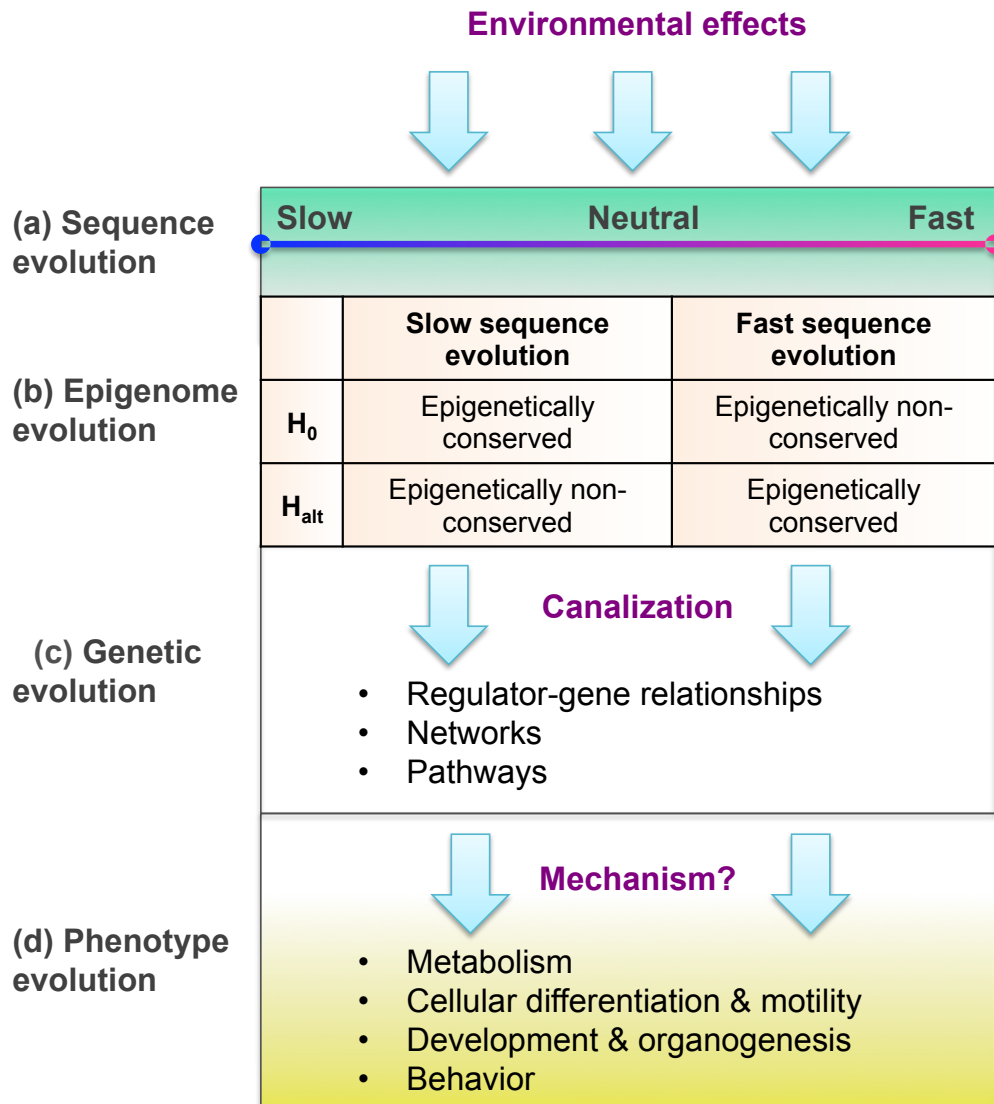 Environmental effects
(a) Sequence
evolution
Slow Neutral Fast
(b) Epigenome
evolution
Slow sequence
evolution
Fast sequence
evolution
H0
Epigenetically
conserved
Epigenetically non-
conserved
Halt
Epigenetically non-
conserved
Epigenetically
conserved
(c) Genetic
evolution
Canalization
• Regulator-gene relationships
• Networks
• Pathways
(d) Phenotype
evolution
Mechanism?
• Metabolism
• Cellular differentiation & motility
• Development & organogenesis
• Behavior